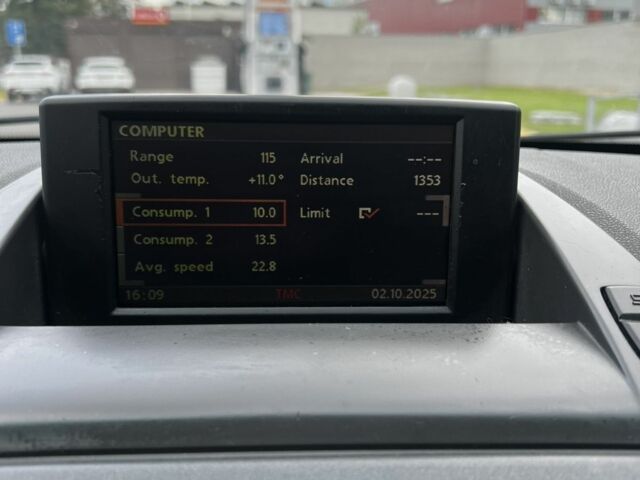 COMPUTER
Range 115 Arrival --:--
Out. temp. +11.0° Distance 1353
Consump. 1 10.0 Limit ---
Consump. 2 13.5
Avg. speed 22.8
16:09 TMC 02.10.2025